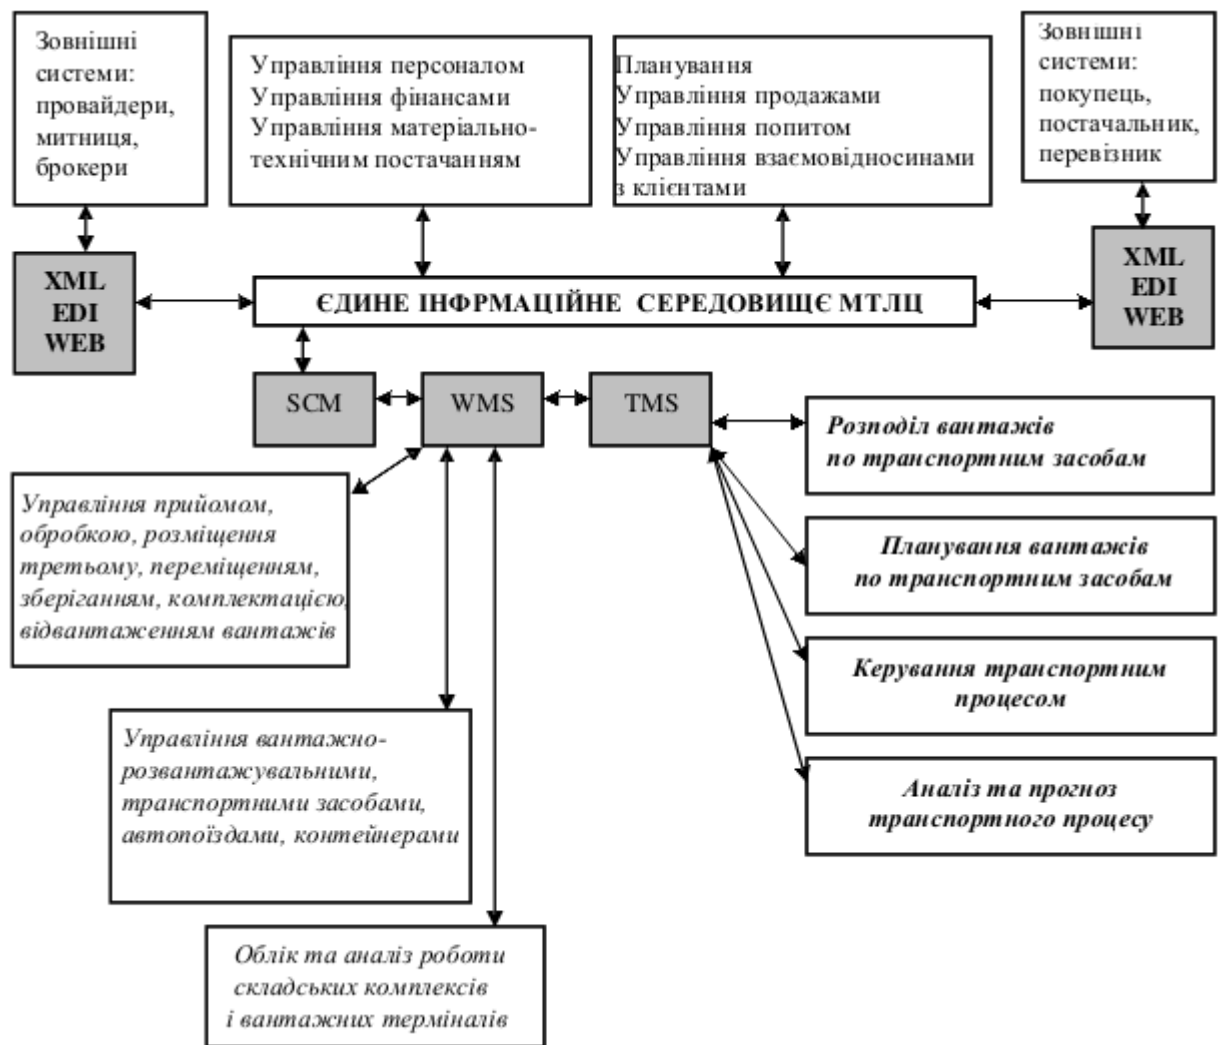 Зовнішні
системи:
провайдери,
митниця,
брокери
Управління персоналом
Управління фінансами
Управління матеріально-
технічним постачанням
Планування
Управління продажами
Управління попитом
Управління взаємовідносинами
з клієнтами
Зовнішні
системи:
покупець,
постачальник,
перевізник
XML
EDI
WEB
ЄДИНЕ ІНФРМАЦІЙНЕ СЕРЕДОВИЩЄ МТЛЦ
XML
EDI
WEB
SCM
WMS
TMS
Розподіл вантажів
по транспортним засобам
Планування вантажів
по транспортним засобам
Керування транспортним
процесом
Аналіз та прогноз
транспортного процесу
Управління прийомом,
обробкою, розміщення
третьому, переміщенням,
зберіганням, комплектацією,
відвантаженням вантажів
Управління вантажно-
розвантажувальними,
транспортними засобами,
автопоїздами, контейнерами
Облік та аналіз роботи
складських комплексів
і вантажних терміналів